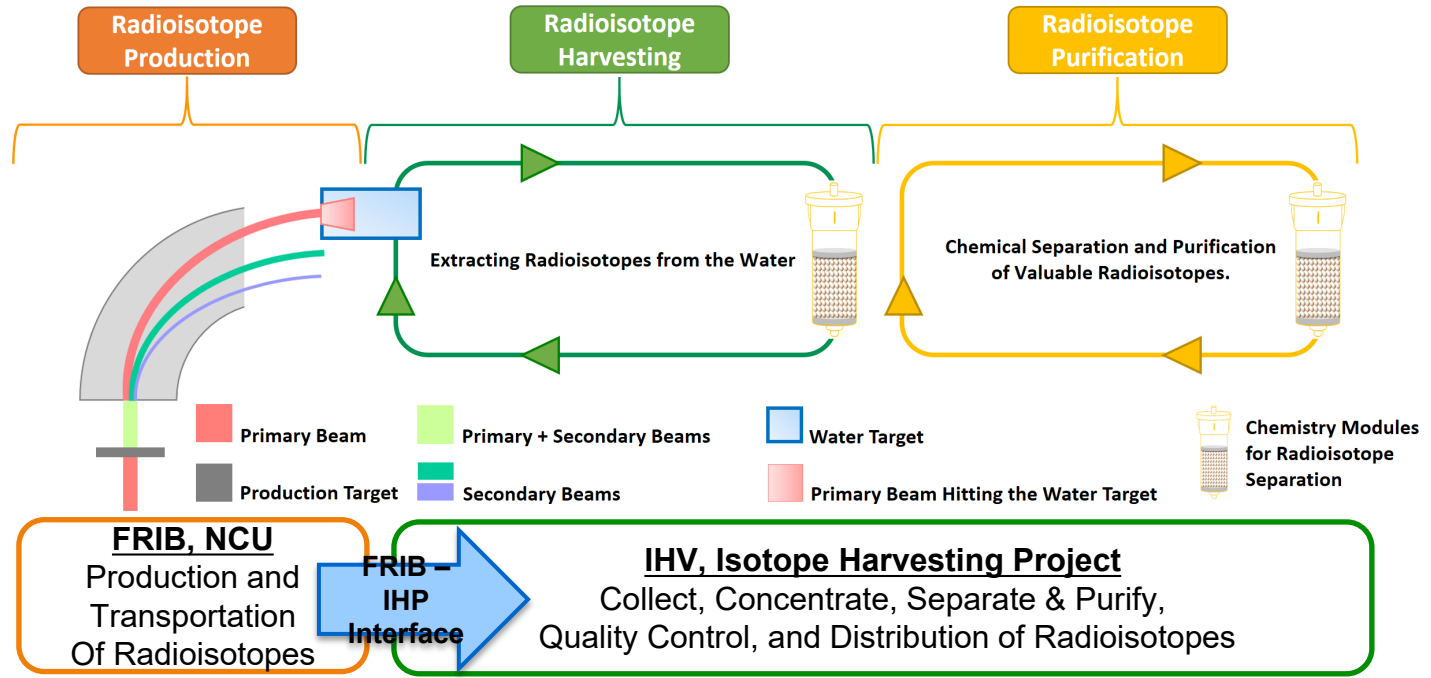 Radioisotope
Production
Radioisotope
Harvesting
Radioisotope
Purification
Extracting Radioisotopes from the Water
Chemical Separation and Purification
of Valuable Radioisotopes.
Primary Beam
Primary + Secondary Beams
Water Target
Production Target
Secondary Beams
Primary Beam Hitting the Water Target
Chemistry Modules
for Radioisotope
Separation
FRIB, NCU
Production and
Transportation
Of Radioisotopes
FRIB –
IHP
Interface
IHV, Isotope Harvesting Project
Collect, Concentrate, Separate & Purify,
Quality Control, and Distribution of Radioisotopes